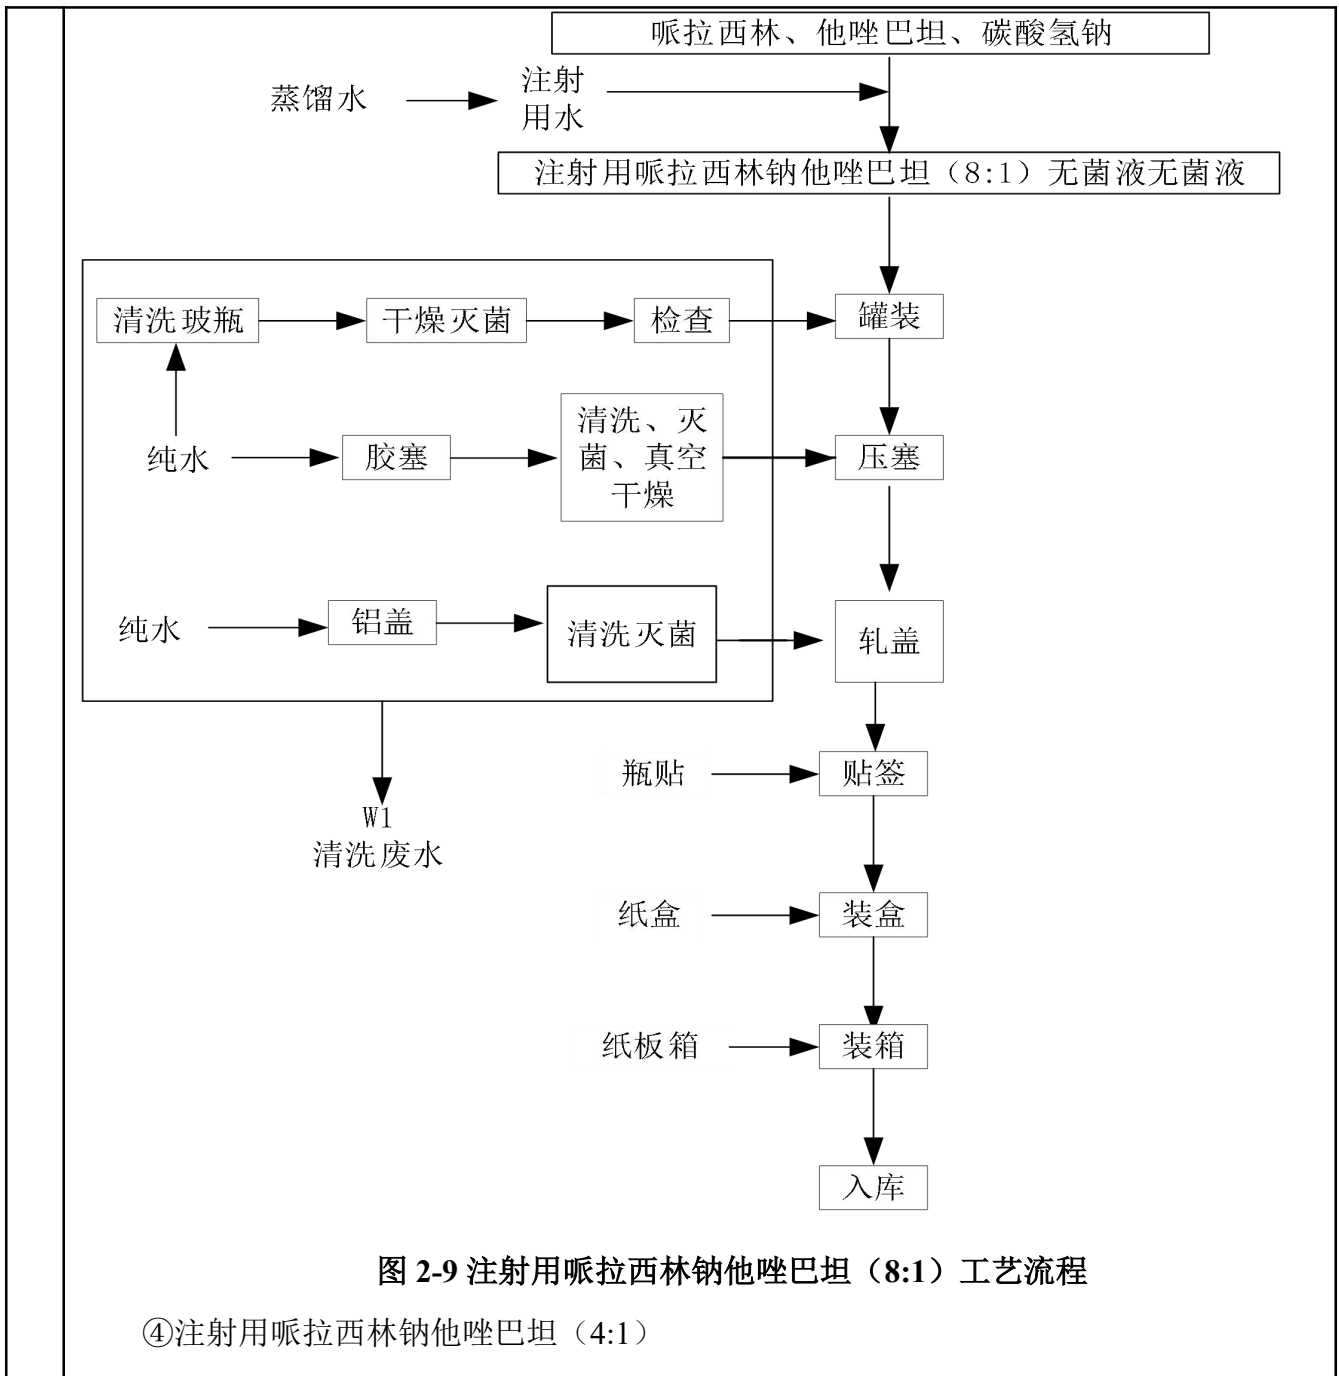 哌拉西林、他唑巴坦、碳酸氢钠
蒸馏水
注射
用水
注射用哌拉西林钠他唑巴坦（8:1）无菌液无菌液
清洗玻瓶
干燥灭菌
检查
罐装
纯水
胶塞
清洗、灭
菌、真空
干燥
压塞
纯水
铝盖
清洗灭菌
轧盖
瓶贴
贴签
W1
清洗废水
纸盒
装盒
纸板箱
装箱
入库
图 2-9 注射用哌拉西林钠他唑巴坦（8:1）工艺流程
④注射用哌拉西林钠他唑巴坦（4:1）